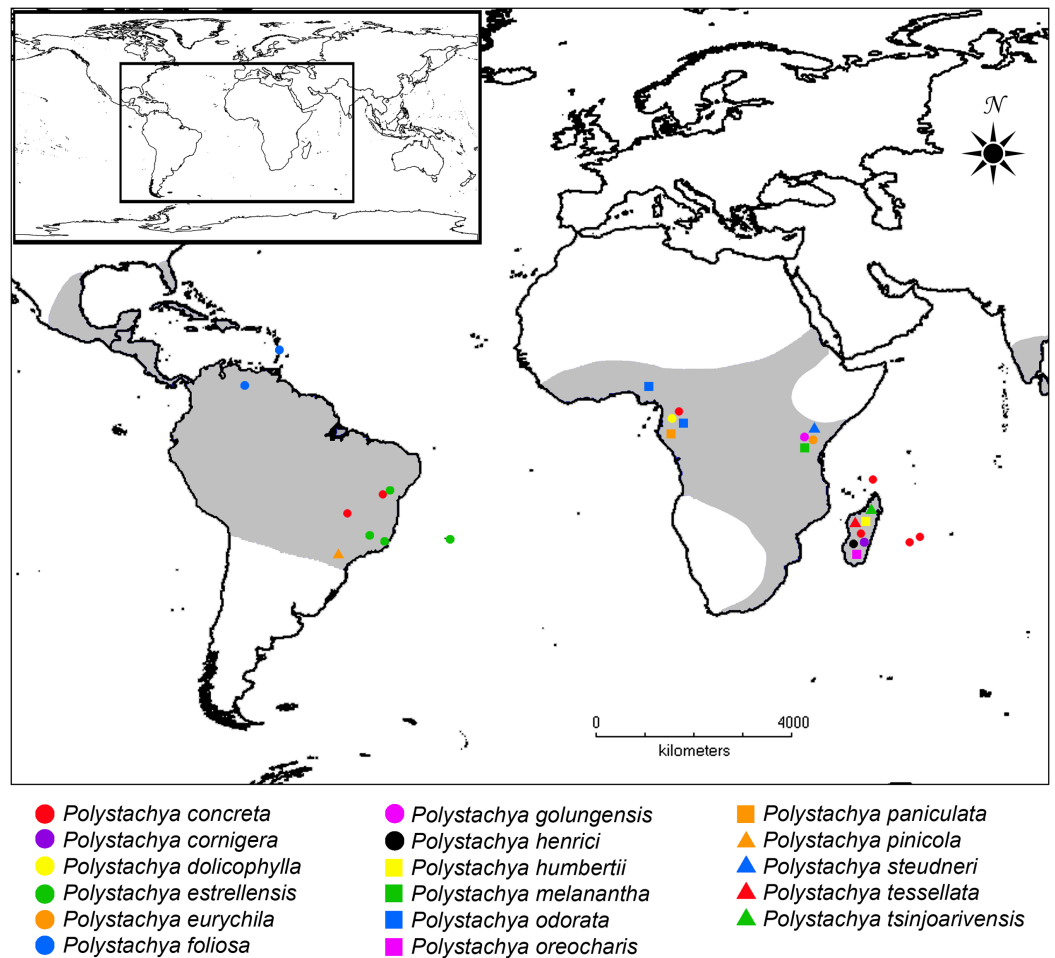 N
0 4000
kilometers
Polystachya concreta
Polystachya cornigera
Polystachya dolicophylla
Polystachya estrellensis
Polystachya eurychila
Polystachya foliosa
Polystachya golungensis
Polystachya henrici
Polystachya humbertii
Polystachya melanantha
Polystachya odorata
Polystachya oreocharis
Polystachya paniculata
Polystachya pinicola
Polystachya steudneri
Polystachya tessellata
Polystachya tsinjoarivensis